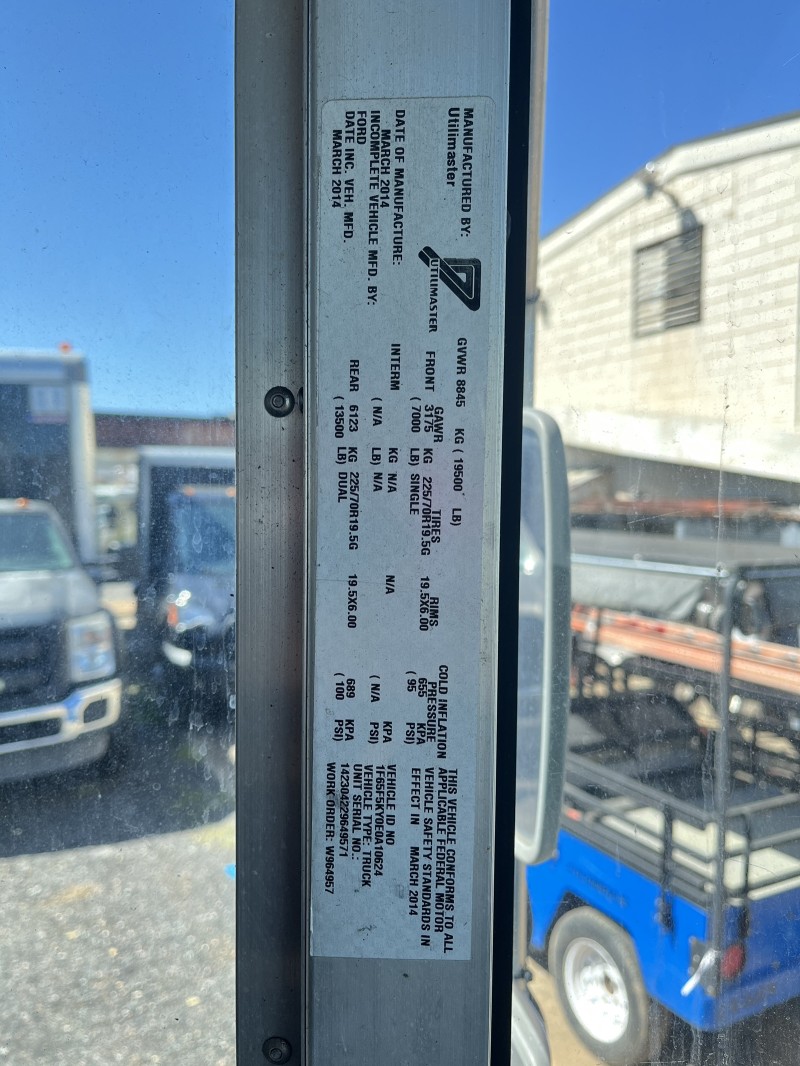 MANUFACTURED BY:
Utilimaster
UTILIMASTER
DATE OF MANUFACTURE:
MARCH 2014
INCOMPLETE VEHICLE MFD. BY:
FORD
DATE INC. VEH. MFD.
MARCH 2014
GVWR 8845 KG ( 19500 LB)
GAWR TIRES RIMS COLD INFLATION PRESSURE
FRONT 3175 KG 225/70R19.5G 19.5X6.00 655 KPA
( 7000 LB) SINGLE ( 95 PSI)
INTERM KG N/A N/A KPA
( N/A LB) N/A ( N/A PSI)
REAR 6123 KG 225/70R19.5G 19.5X6.00 689 KPA
( 13500 LB) DUAL ( 100 PSI)
THIS VEHICLE CONFORMS TO ALL
APPLICABLE FEDERAL MOTOR
VEHICLE SAFETY STANDARDS IN
EFFECT IN MARCH 2014
VEHICLE ID NO
1F65F5KY0E0A10624
VEHICLE TYPE: TRUCK
UNIT SERIAL NO.:
142304229649571
WORK ORDER: W964957